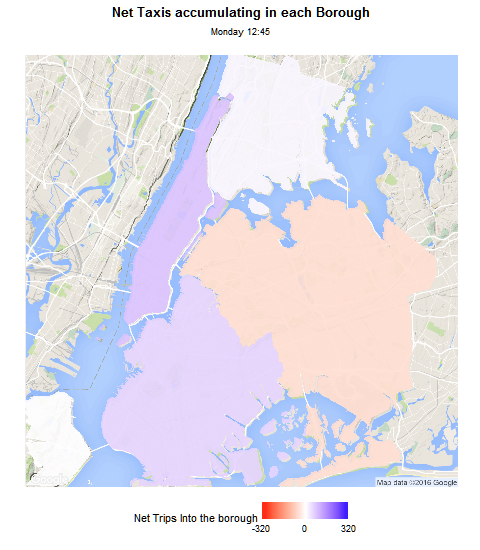 Net Taxis accumulating in each Borough
Monday 12:45
Map data ©2016 Google
Net Trips Into the borough
-320 0 320